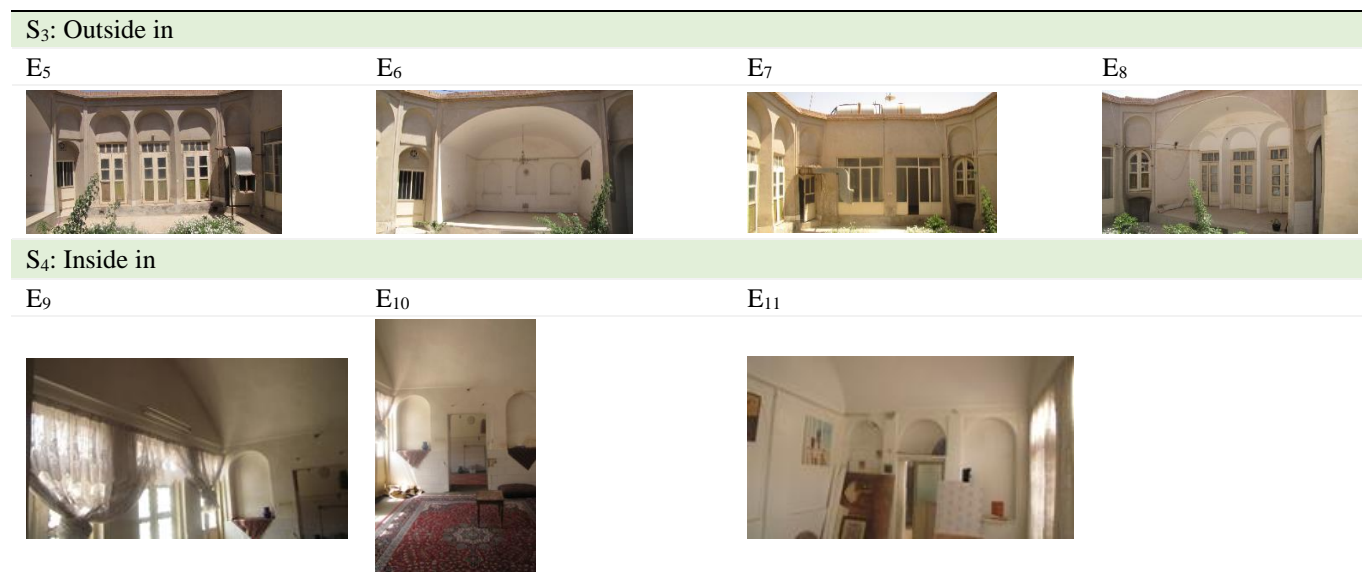 S₃: Outside in
E₅ E₆ E₇ E₈
S₄: Inside in
E₉ E₁₀ E₁₁